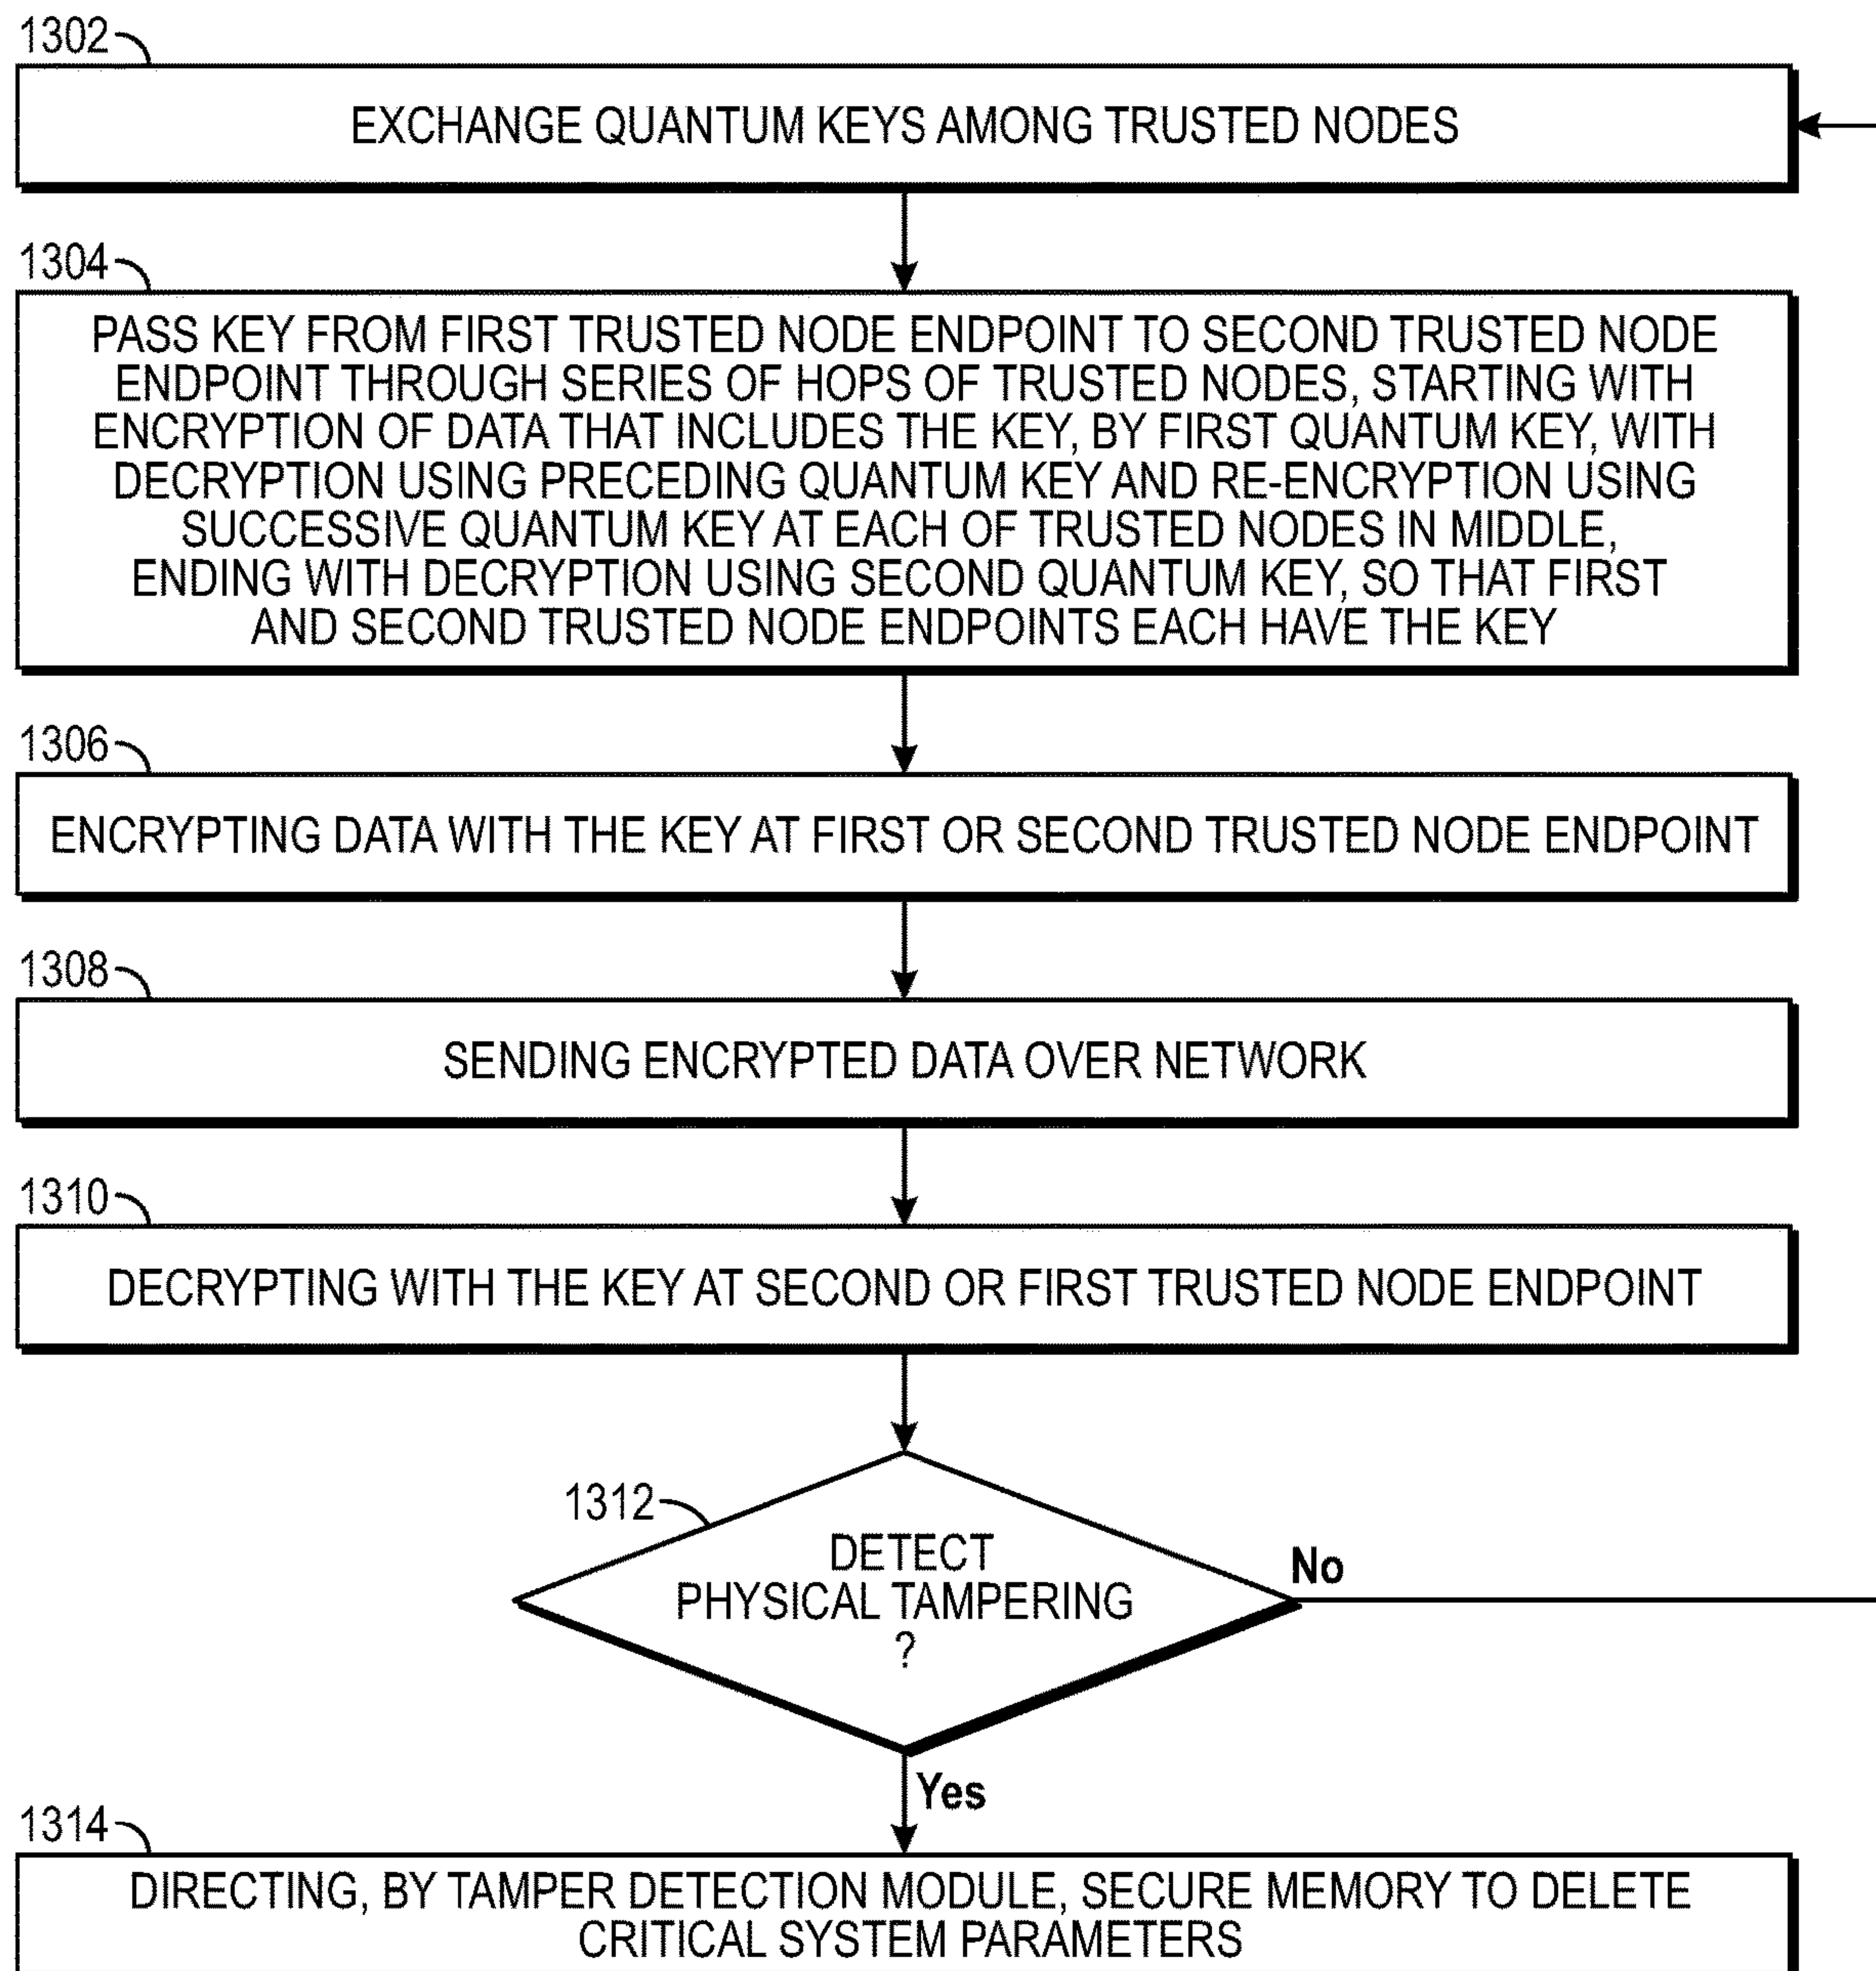 1302
EXCHANGE QUANTUM KEYS AMONG TRUSTED NODES
1304
PASS KEY FROM FIRST TRUSTED NODE ENDPOINT TO SECOND TRUSTED NODE
ENDPOINT THROUGH SERIES OF HOPS OF TRUSTED NODES, STARTING WITH
ENCRYPTION OF DATA THAT INCLUDES THE KEY, BY FIRST QUANTUM KEY, WITH
DECRYPTION USING PRECEDING QUANTUM KEY AND RE-ENCRYPTION USING
SUCCESSIVE QUANTUM KEY AT EACH OF TRUSTED NODES IN MIDDLE,
ENDING WITH DECRYPTION USING SECOND QUANTUM KEY, SO THAT FIRST
AND SECOND TRUSTED NODE ENDPOINTS EACH HAVE THE KEY
1306
ENCRYPTING DATA WITH THE KEY AT FIRST OR SECOND TRUSTED NODE ENDPOINT
1308
SENDING ENCRYPTED DATA OVER NETWORK
1310
DECRYPTING WITH THE KEY AT SECOND OR FIRST TRUSTED NODE ENDPOINT
1312
DETECT
PHYSICAL TAMPERING
?
No
Yes
1314
DIRECTING, BY TAMPER DETECTION MODULE, SECURE MEMORY TO DELETE
CRITICAL SYSTEM PARAMETERS